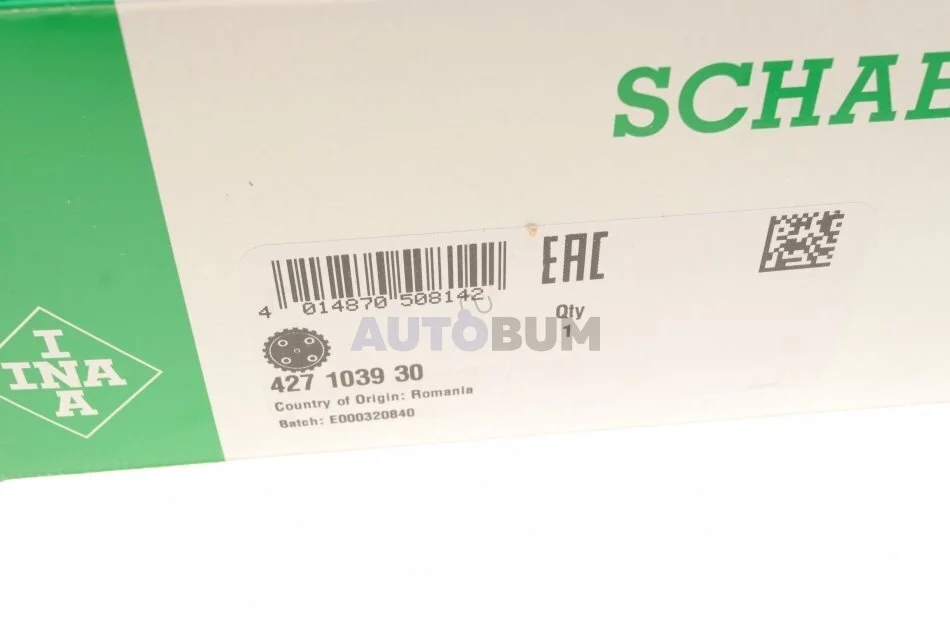 SCHAE
EAC
4 014870 508142
Qty
1
AUTOBUM
427 1039 30
Country of Origin: Romania
Batch: E000320840
I
INA
A